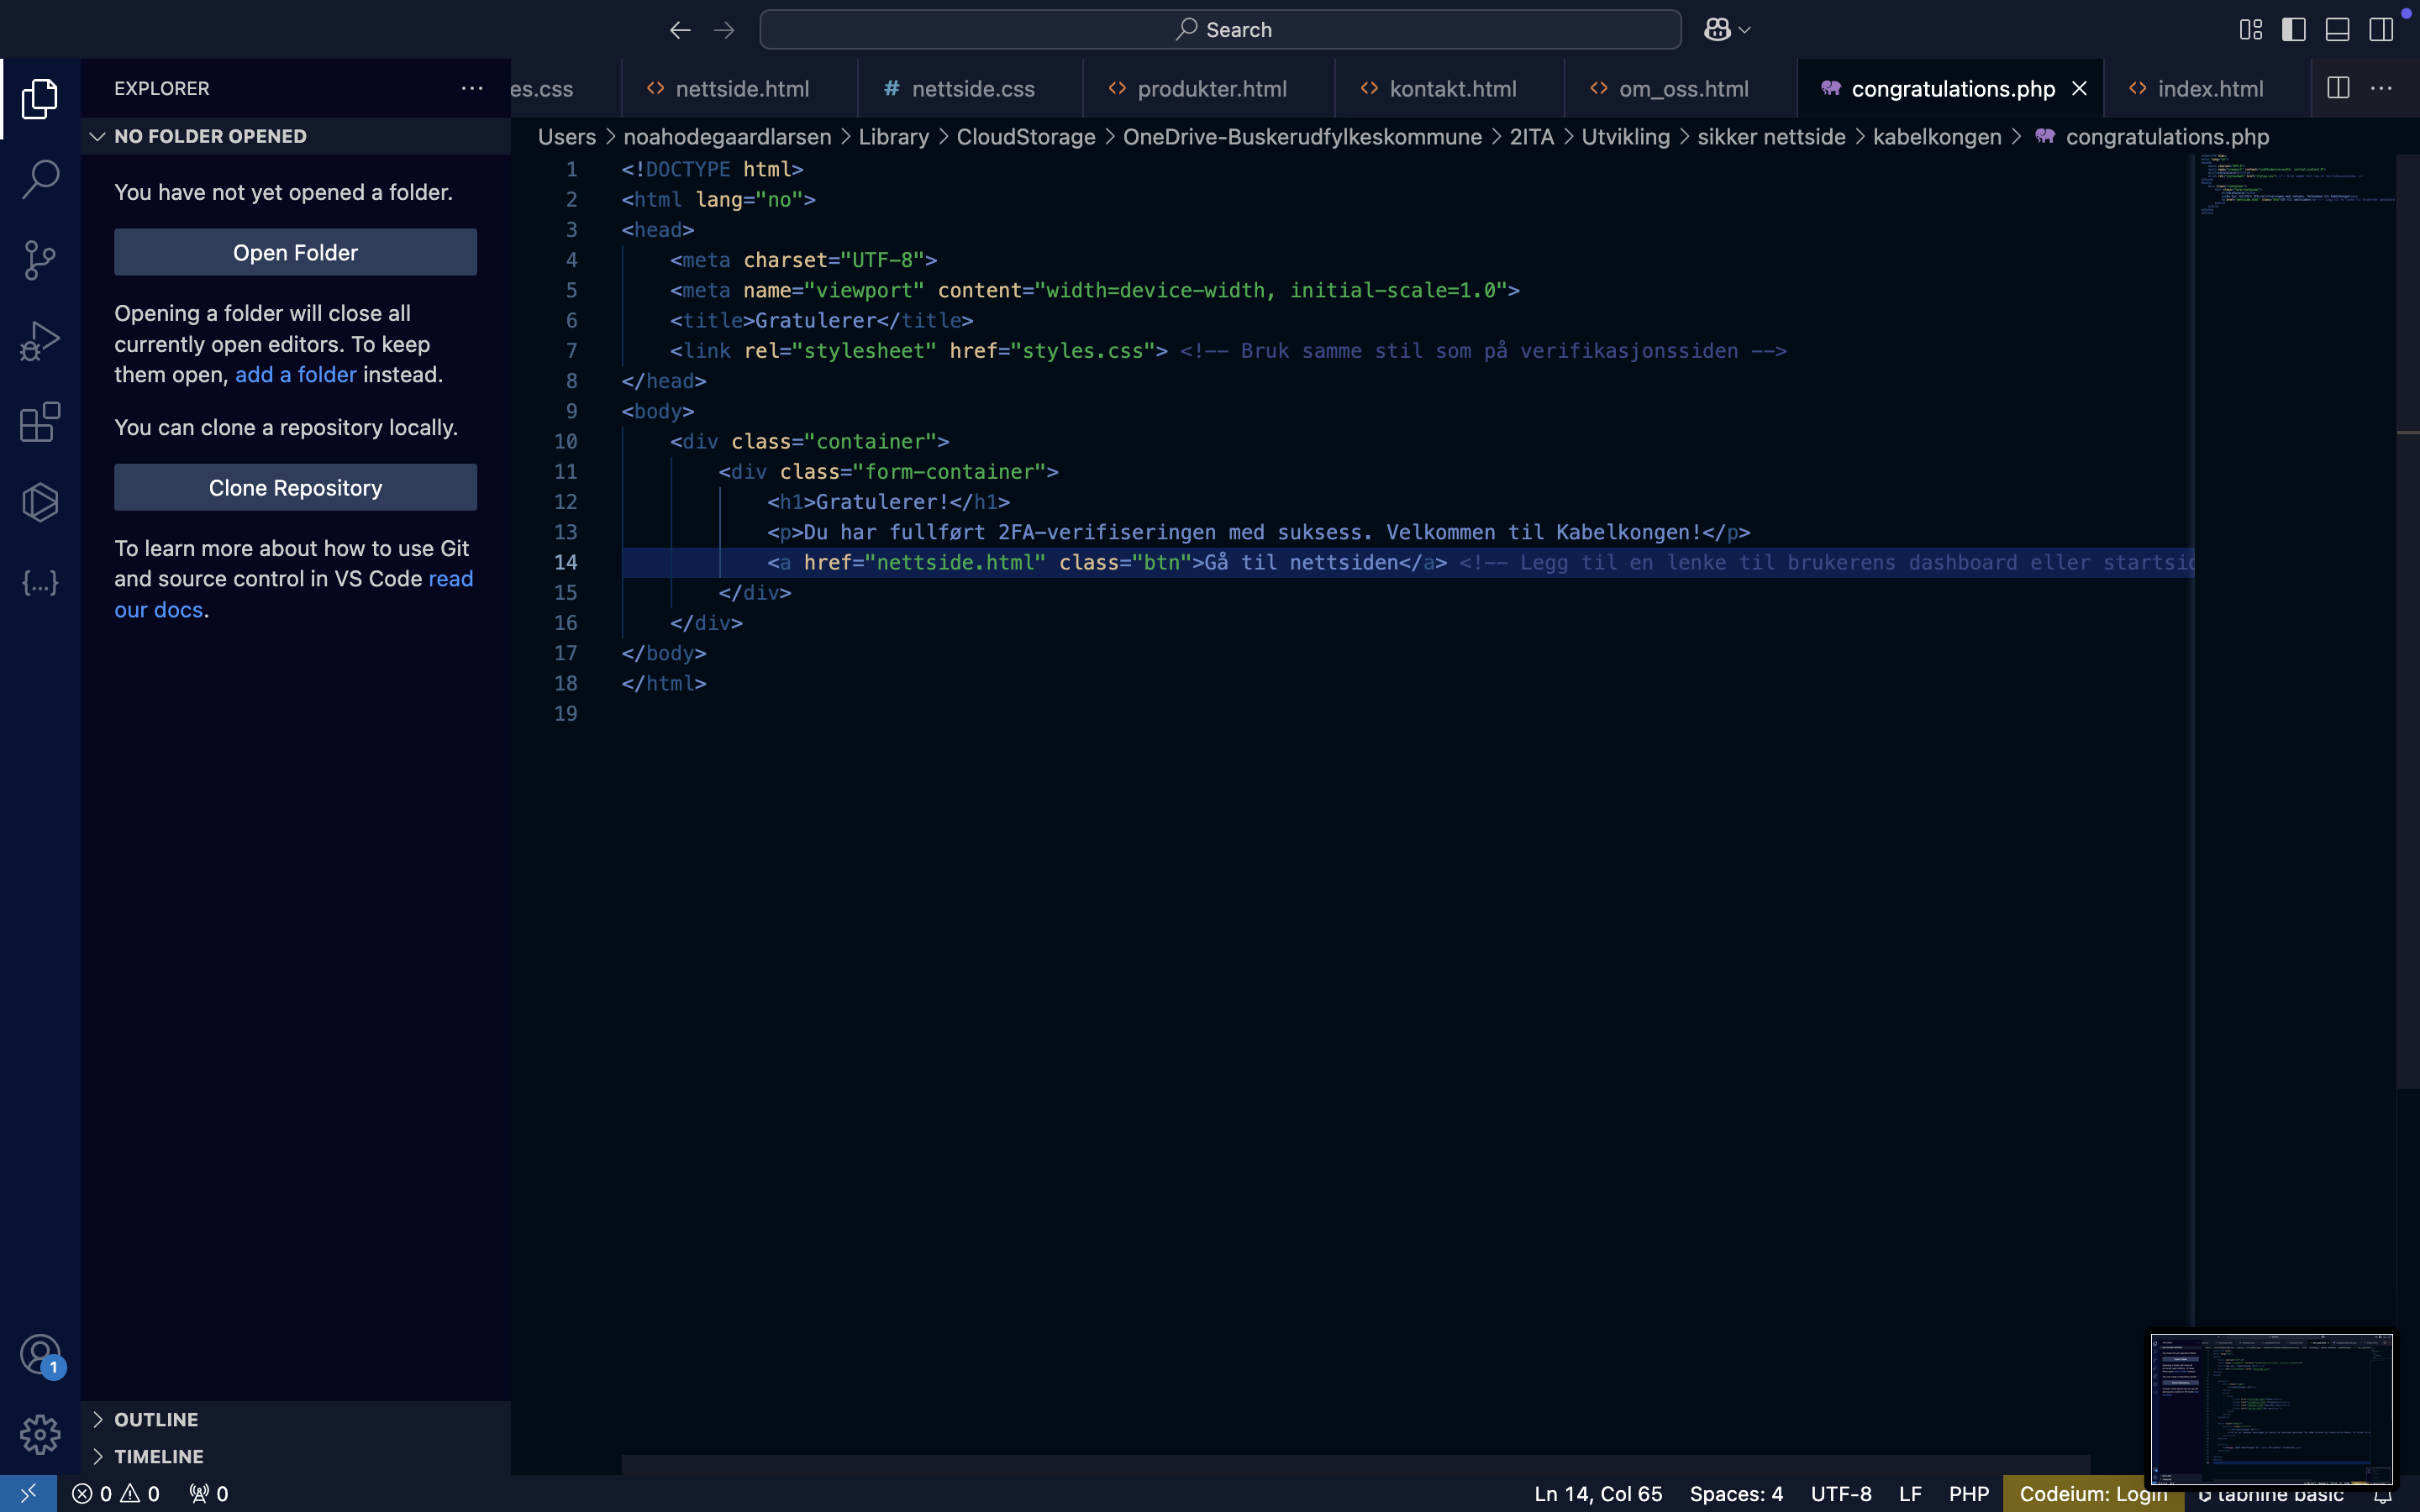 Search
EXPLORER
es.css
nettside.html
# nettside.css
produkter.html
kontakt.html
om_oss.html
congratulations.php
index.html
NO FOLDER OPENED
Users > noahodegaardlarsen > Library > CloudStorage > OneDrive-Buskerudfylkeskommune > 2ITA > Utvikling > sikker nettside > kabelkongen > congratulations.php
You have not yet opened a folder.
Open Folder
Opening a folder will close all
currently open editors. To keep
them open, add a folder instead.
You can clone a repository locally.
Clone Repository
To learn more about how to use Git
and source control in VS Code read
our docs.
1 <!DOCTYPE html>
2 <html lang="no">
3 <head>
4 <meta charset="UTF-8">
5 <meta name="viewport" content="width=device-width, initial-scale=1.0">
6 <title>Gratulerer</title>
7 <link rel="stylesheet" href="styles.css"> <!-- Bruk samme stil som på verifikasjonssiden -->
8 </head>
9 <body>
10 <div class="container">
11 <div class="form-container">
12 <h1>Gratulerer!</h1>
13 <p>Du har fullført 2FA-verifiseringen med suksess. Velkommen til Kabelkongen!</p>
14 <a href="nettside.html" class="btn">Gå til nettsiden</a> <!-- Legg til en lenke til brukerens dashboard eller startsid
15 </div>
16 </div>
17 </body>
18 </html>
19
1
OUTLINE
TIMELINE
0 0 0
Ln 14, Col 65 Spaces: 4 UTF-8 LF PHP Codeium: Login tabnine basic